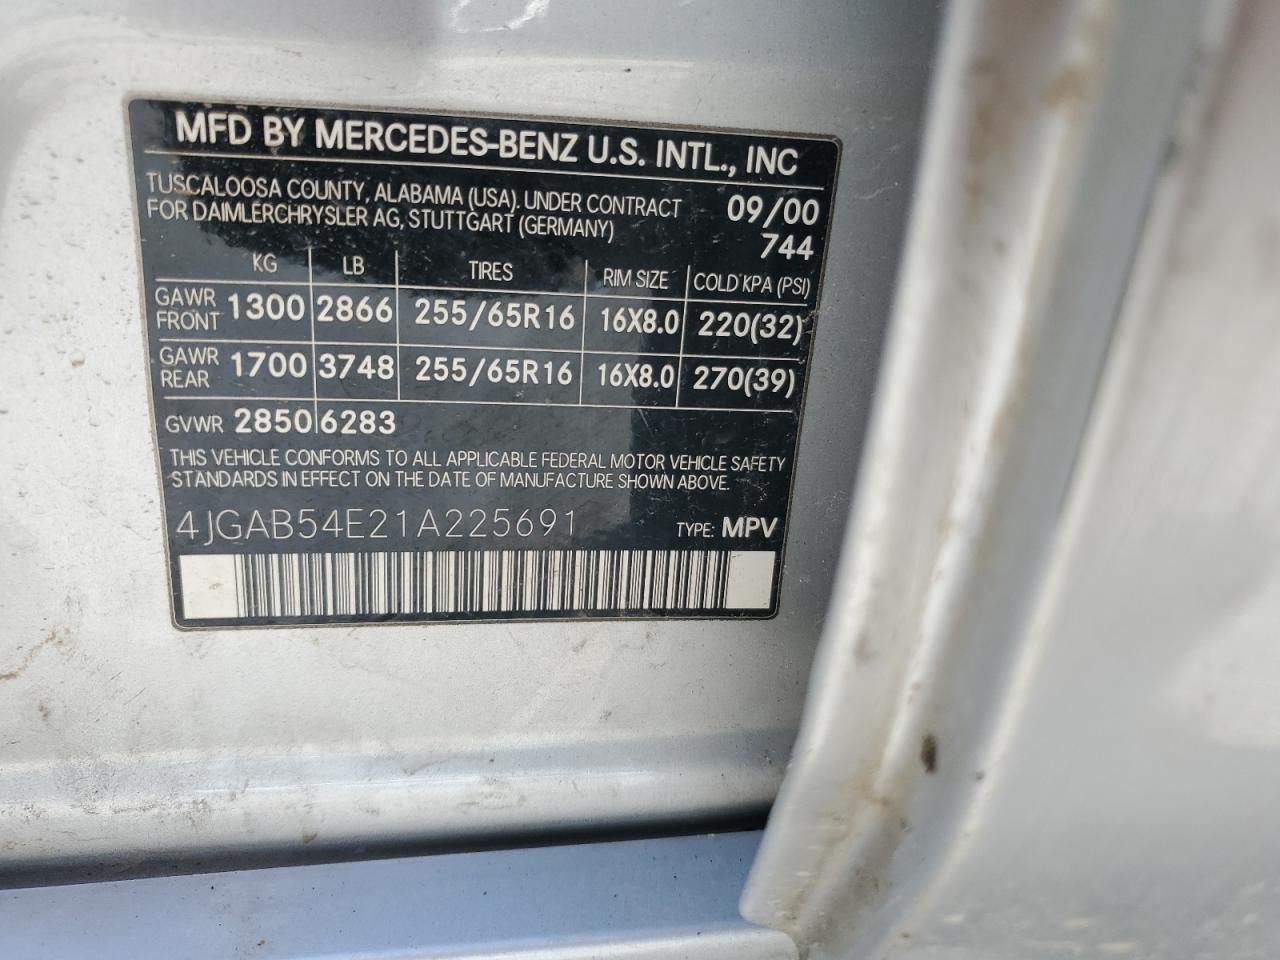 MFD BY MERCEDES-BENZ U.S. INTL., INC
TUSCALOOSA COUNTY, ALABAMA (USA). UNDER CONTRACT 09/00
FOR DAIMLERCHRYSLER AG, STUTTGART (GERMANY) 744
KG LB TIRES RIM SIZE COLD KPA (PSI)
GAWR FRONT 1300 2866 255/65R16 16X8.0 220(32)
GAWR REAR 1700 3748 255/65R16 16X8.0 270(39)
GVWR 2850 6283
THIS VEHICLE CONFORMS TO ALL APPLICABLE FEDERAL MOTOR VEHICLE SAFETY
STANDARDS IN EFFECT ON THE DATE OF MANUFACTURE SHOWN ABOVE.
4JGAB54E21A225691 TYPE: MPV